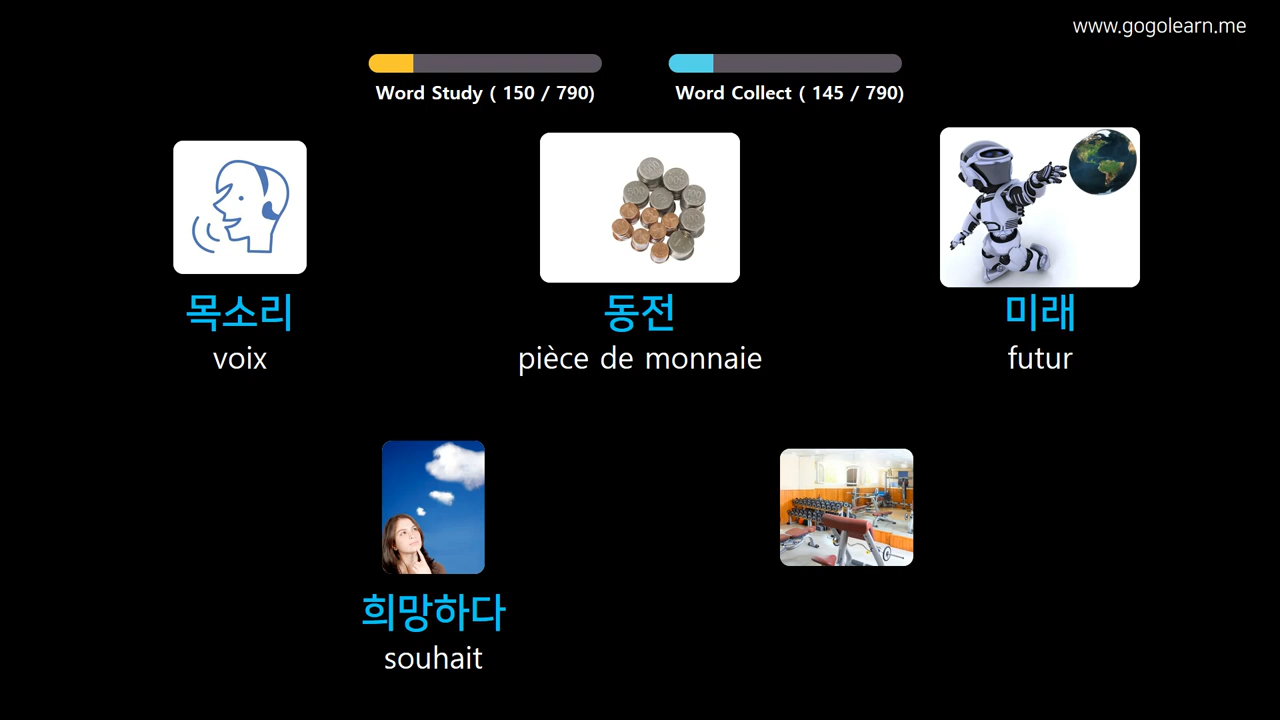 www.gogolearn.me
Word Study ( 150 / 790)
Word Collect ( 145 / 790)
목소리
voix
동전
pièce de monnaie
미래
futur
희망하다
souhait